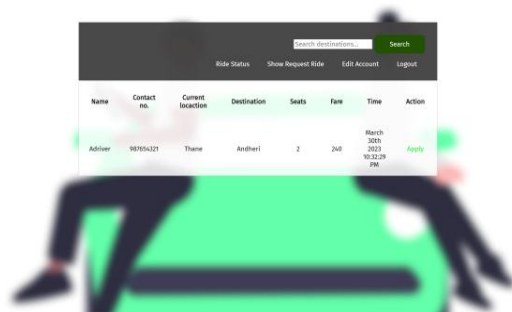 Search destinations... Search
Ride Status Show Request Ride Edit Account Logout
Name Contact no. Current locaction Destination Seats Fare Time Action
Adriver 987654321 Thane Andheri 2 240 March 30th 2023 10:32:29 PM Apply